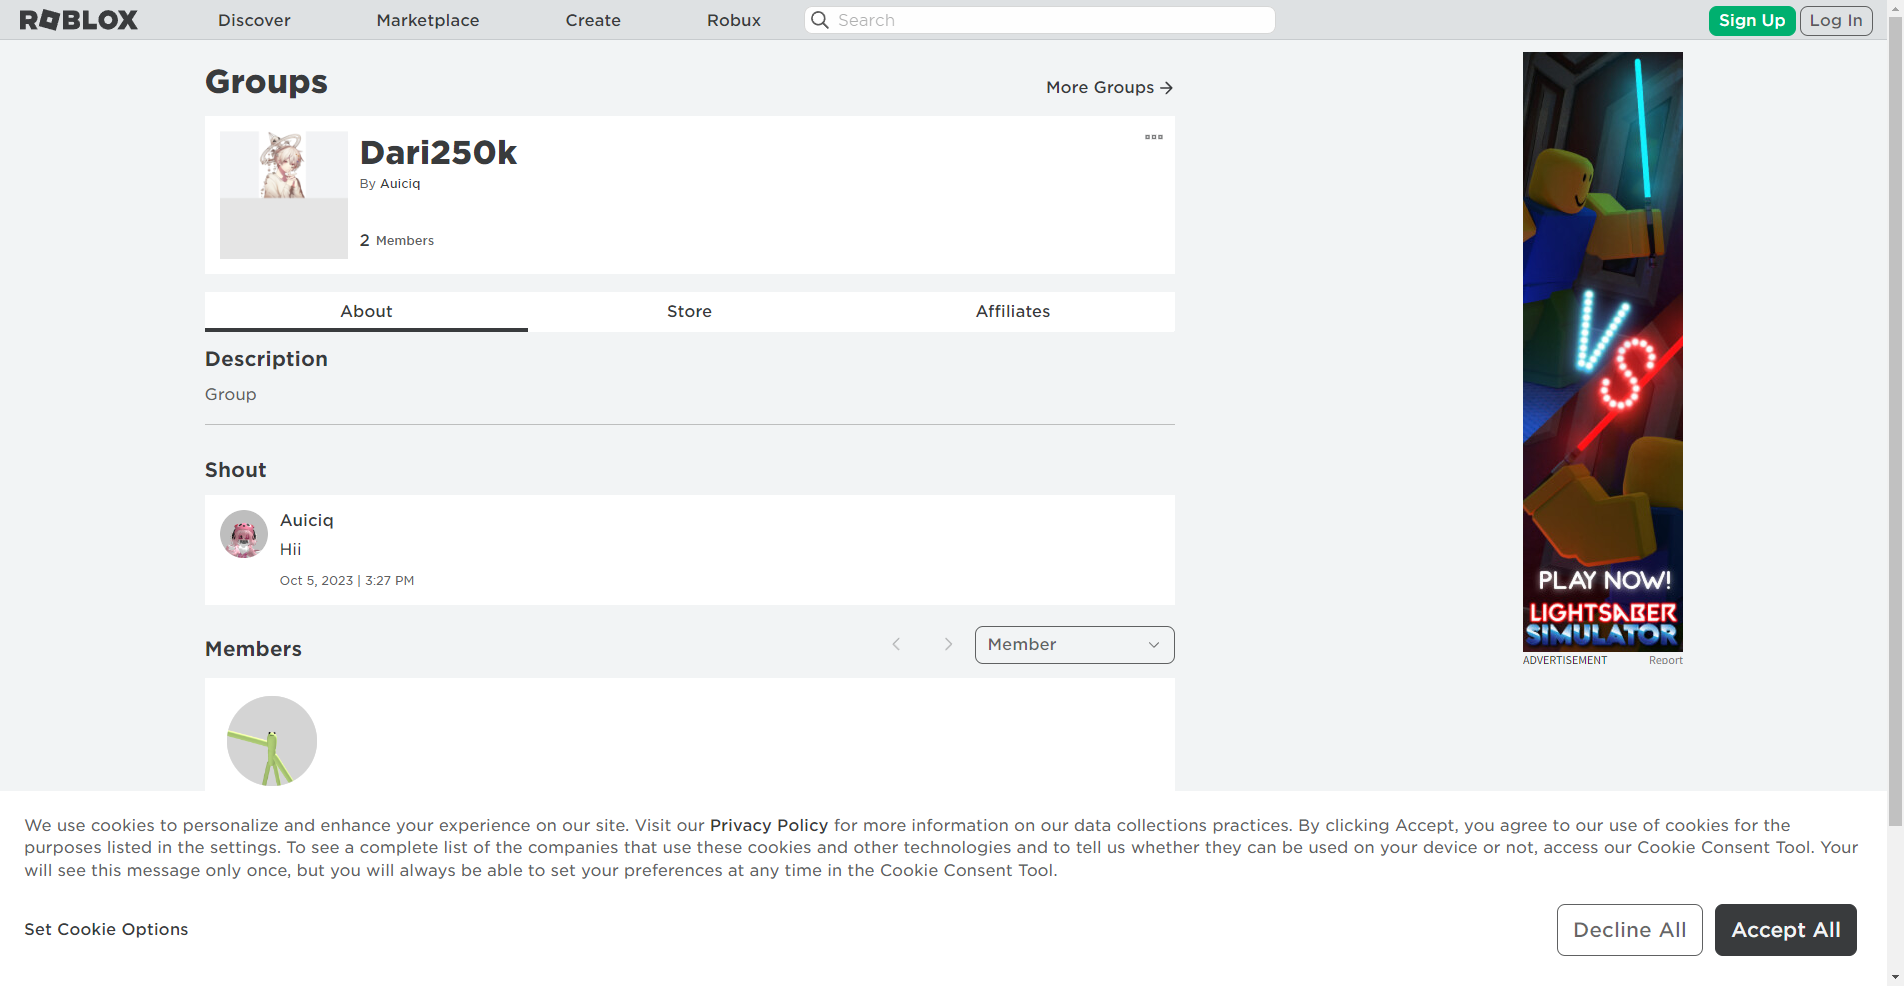 ROBLOX
Discover
Marketplace
Create
Robux
Search
Sign Up
Log In
Groups
More Groups
Dari250k
By Auiciq
2 Members
About
Store
Affiliates
Description
Group
Shout
Auiciq
Hii
Oct 5, 2023 | 3:27 PM
Members
Member
VS
PLAY NOW!
LIGHTSABER
SIMULATOR
ADVERTISEMENT
Report
We use cookies to personalize and enhance your experience on our site. Visit our Privacy Policy for more information on our data collections practices. By clicking Accept, you agree to our use of cookies for the
purposes listed in the settings. To see a complete list of the companies that use these cookies and other technologies and to tell us whether they can be used on your device or not, access our Cookie Consent Tool. Your
will see this message only once, but you will always be able to set your preferences at any time in the Cookie Consent Tool.
Set Cookie Options
Decline All
Accept All